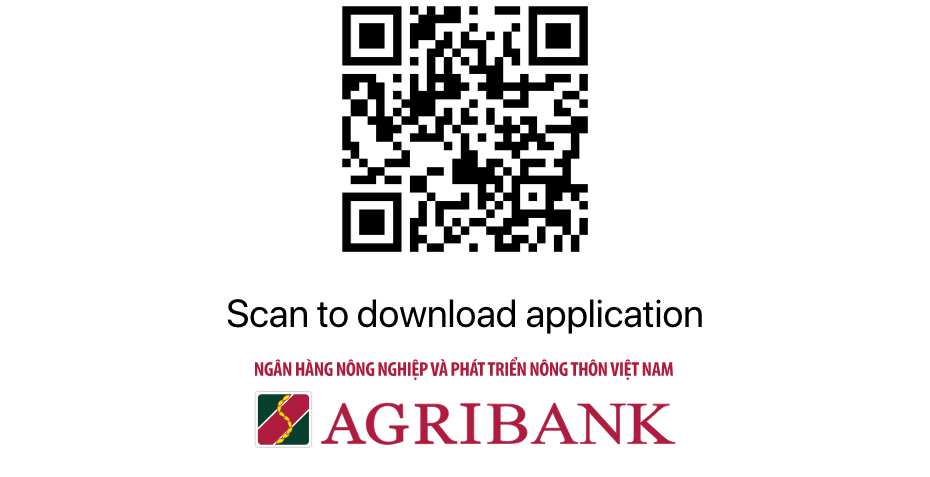 Scan to download application
NGÂN HÀNG NÔNG NGHIỆP VÀ PHÁT TRIỂN NÔNG THÔN VIỆT NAM
AGRIBANK